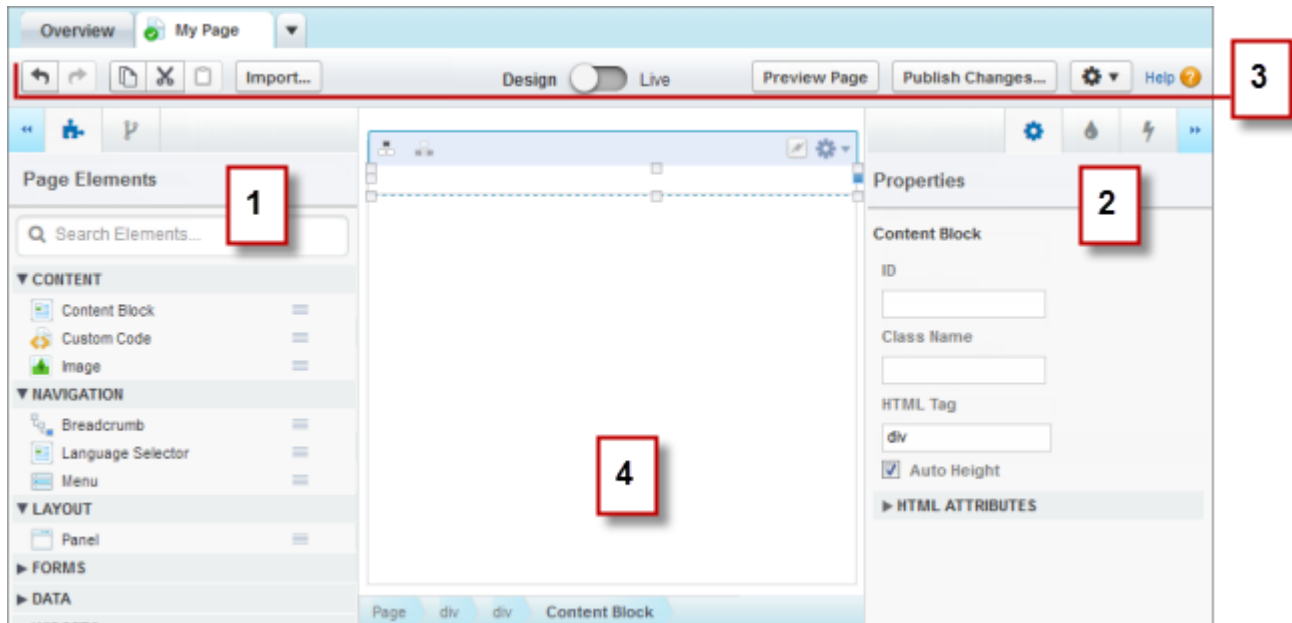 Overview
My Page
Import...
Design
Live
Preview Page
Publish Changes...
Help
3
Page Elements
1
Search Elements...
CONTENT
Content Block
Custom Code
Image
NAVIGATION
Breadcrumb
Language Selector
Menu
LAYOUT
Panel
FORMS
DATA
4
Page div div Content Block
Properties
2
Content Block
ID
Class Name
HTML Tag
div
Auto Height
HTML ATTRIBUTES